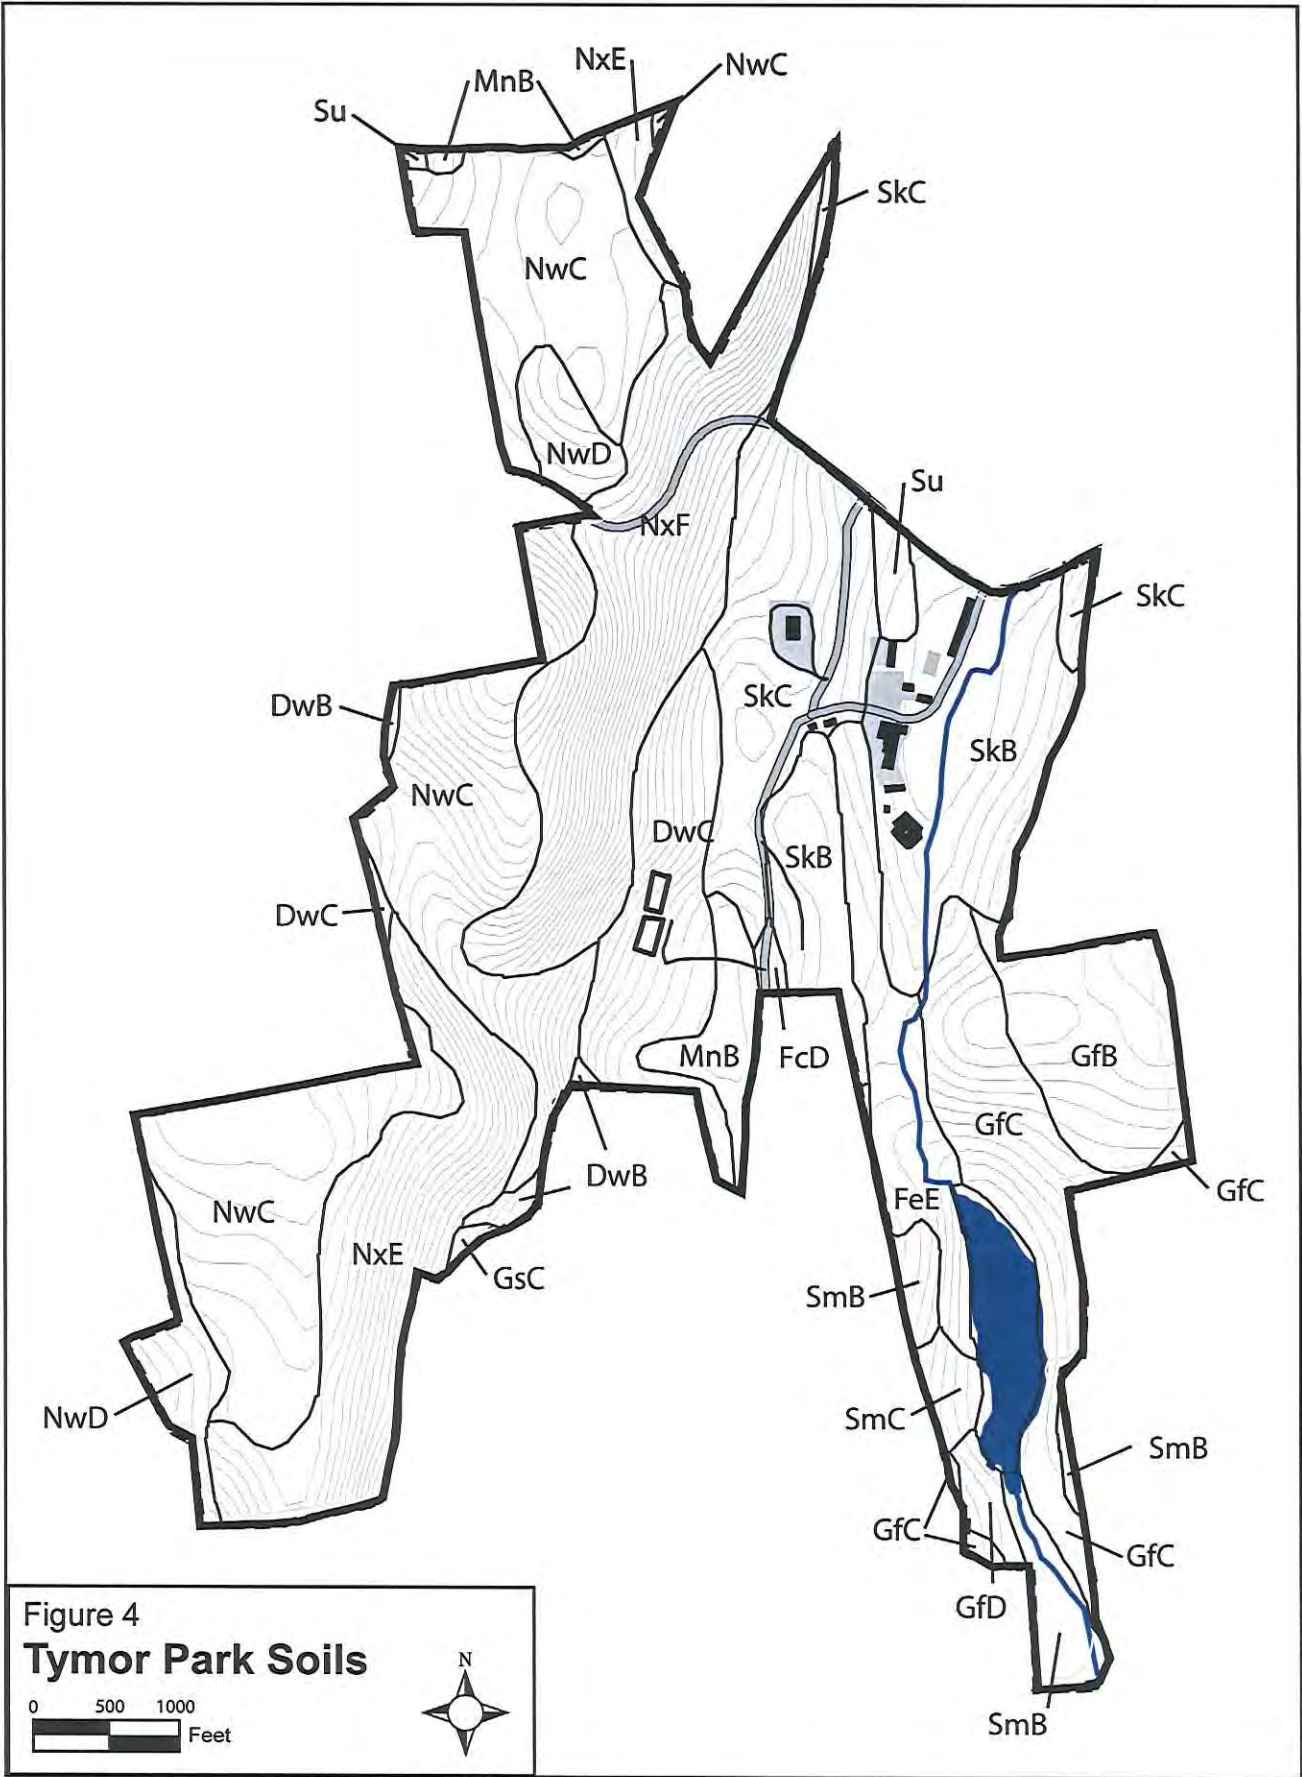 NxE
NwC
MnB
Su
SkC
NwC
NwD
Su
NxF
SkC
DwB
SkC
SkB
NwC
DwC
SkB
DwC
MnB
FcD
GfB
GfC
DwB
GfC
FeE
NwC
NxE
GsC
SmB
NwD
SmC
SmB
GfC
GfC
GfD
SmB
Figure 4
Tymor Park Soils
N
0 500 1000
Feet